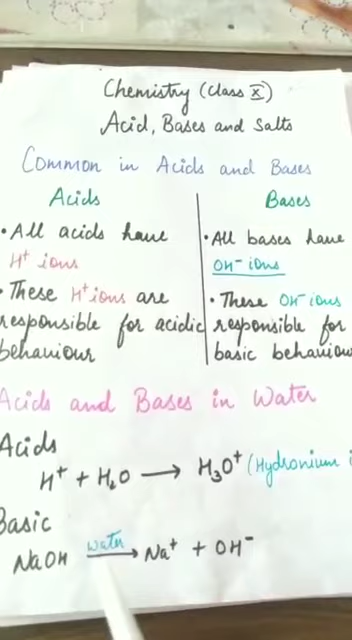 Chemistry (Class X)
Acid, Bases and Salts
Common in Acids and Bases
Acids
• All acids have
H⁺ ions
• These H⁺ ions are
responsible for acidic
behaviour
Bases
• All bases have
OH⁻ ions
• These OH⁻ ions
responsible for
basic behaviou
Acids and Bases in Water
Acids
H⁺ + H₂O → H₃O⁺ (Hydronium i
Basic
NaOH water→ Na⁺ + OH⁻